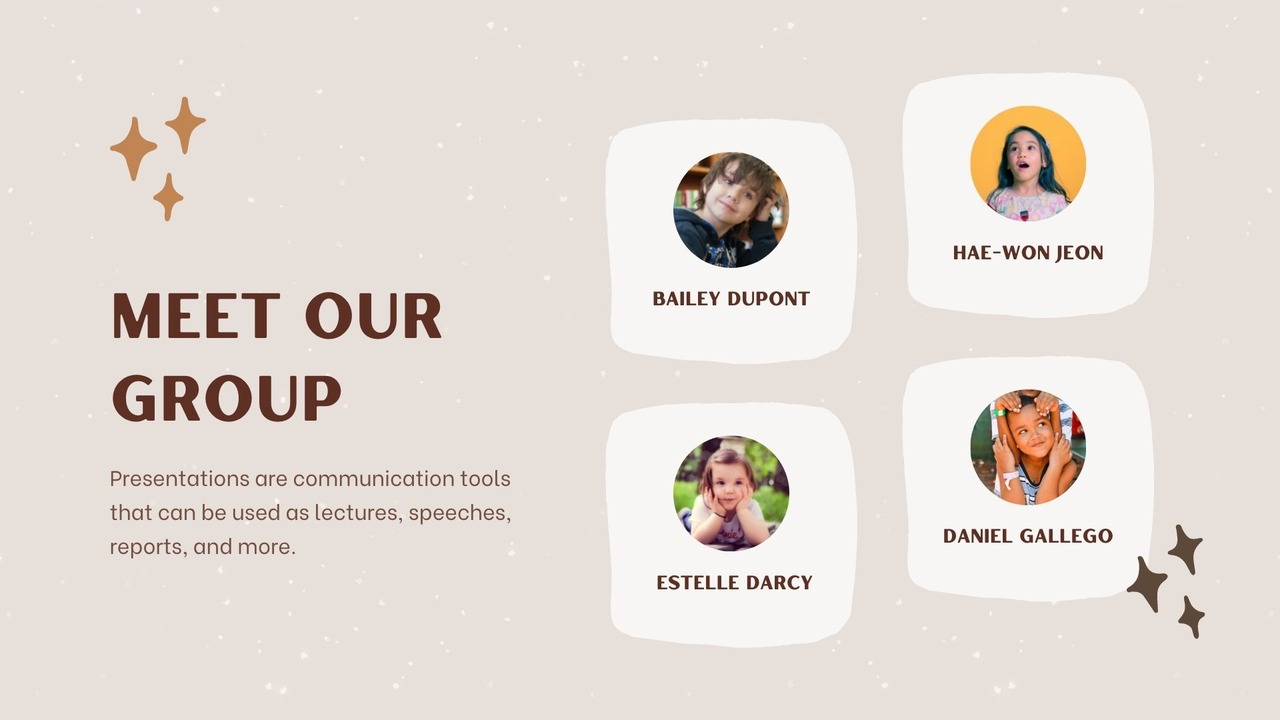 MEET OUR
GROUP
Presentations are communication tools
that can be used as lectures, speeches,
reports, and more.
BAILEY DUPONT
HAE-WON JEON
ESTELLE DARCY
DANIEL GALLEGO